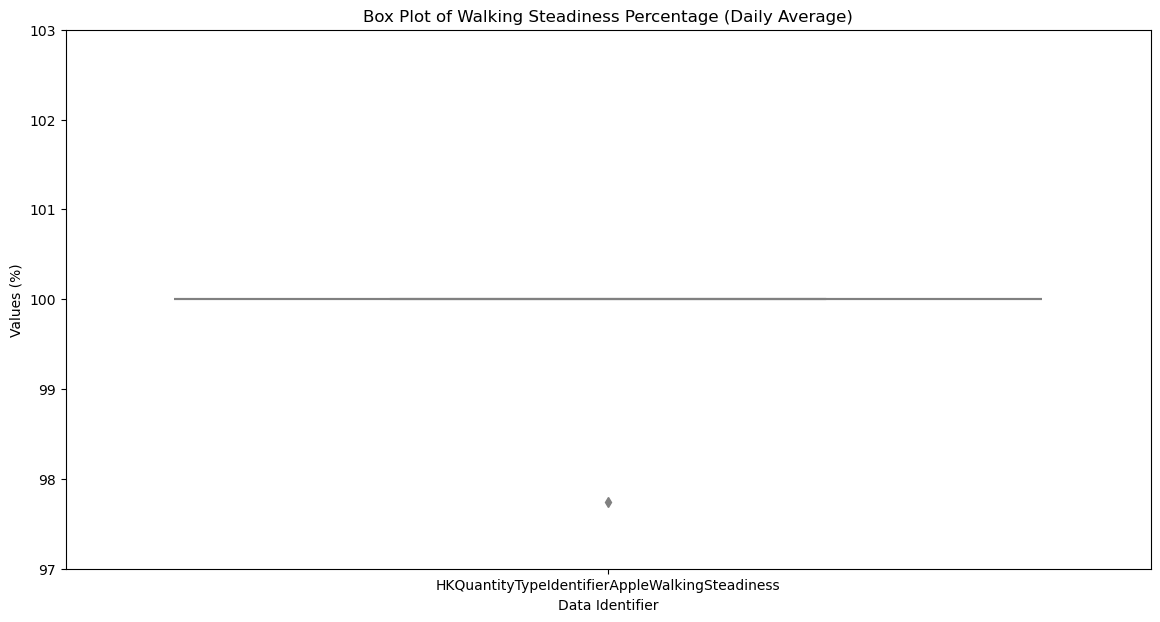 Box Plot of Walking Steadiness Percentage (Daily Average)
103
102
101
100
99
98
97
Values (%)
HKQuantityTypeIdentifierAppleWalkingSteadiness
Data Identifier